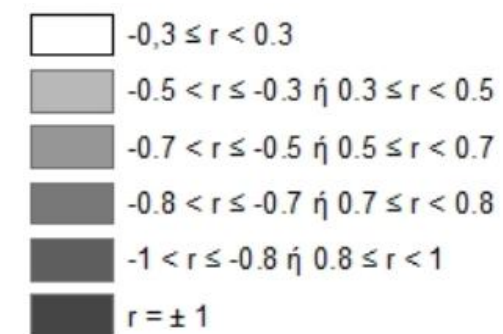 -0,3 ≤ r < 0.3
-0.5 < r ≤ -0.3 ή 0.3 ≤ r < 0.5
-0.7 < r ≤ -0.5 ή 0.5 ≤ r < 0.7
-0.8 < r ≤ -0.7 ή 0.7 ≤ r < 0.8
-1 < r ≤ -0.8 ή 0.8 ≤ r < 1
r = ± 1